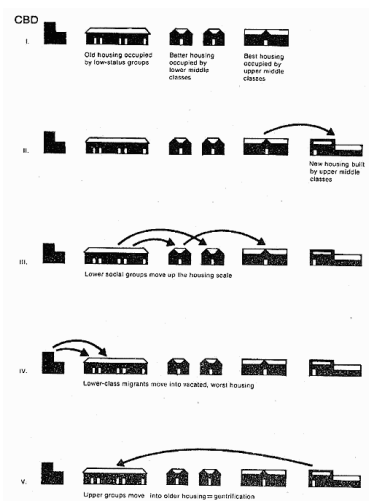 CBD
I.
Old housing occupied
by low-status groups
Better housing
occupied by
lower middle
classes
Best housing
occupied by
upper middle
classes
II.
New housing built
by upper middle
classes
III.
Lower social groups move up the housing scale
IV.
Lower-class migrants move into vacated, worst housing
V.
Upper groups move into older housing=gentrification